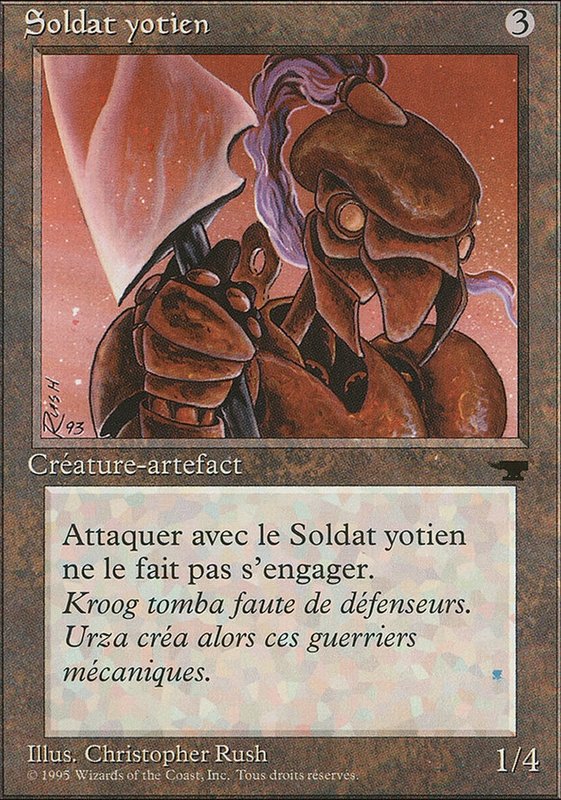 Soldat yotien
3
RUSH
93
Créature-artefact
Attaquer avec le Soldat yotien
ne le fait pas s'engager.
Kroog tomba faute de défenseurs.
Urza créa alors ces guerriers
mécaniques.
Illus. Christopher Rush
1/4
© 1995 Wizards of the Coast, Inc. Tous droits réservés.